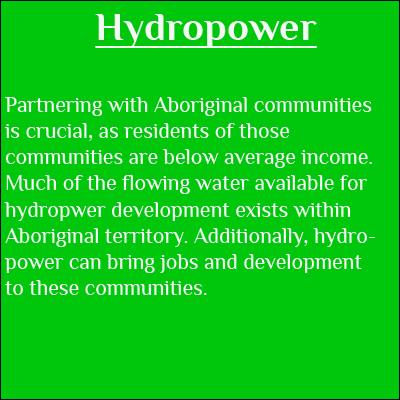 Hydropower
Partnering with Aboriginal communities
is crucial, as residents of those
communities are below average income.
Much of the flowing water available for
hydropwer development exists within
Aboriginal territory. Additionally, hydro-
power can bring jobs and development
to these communities.